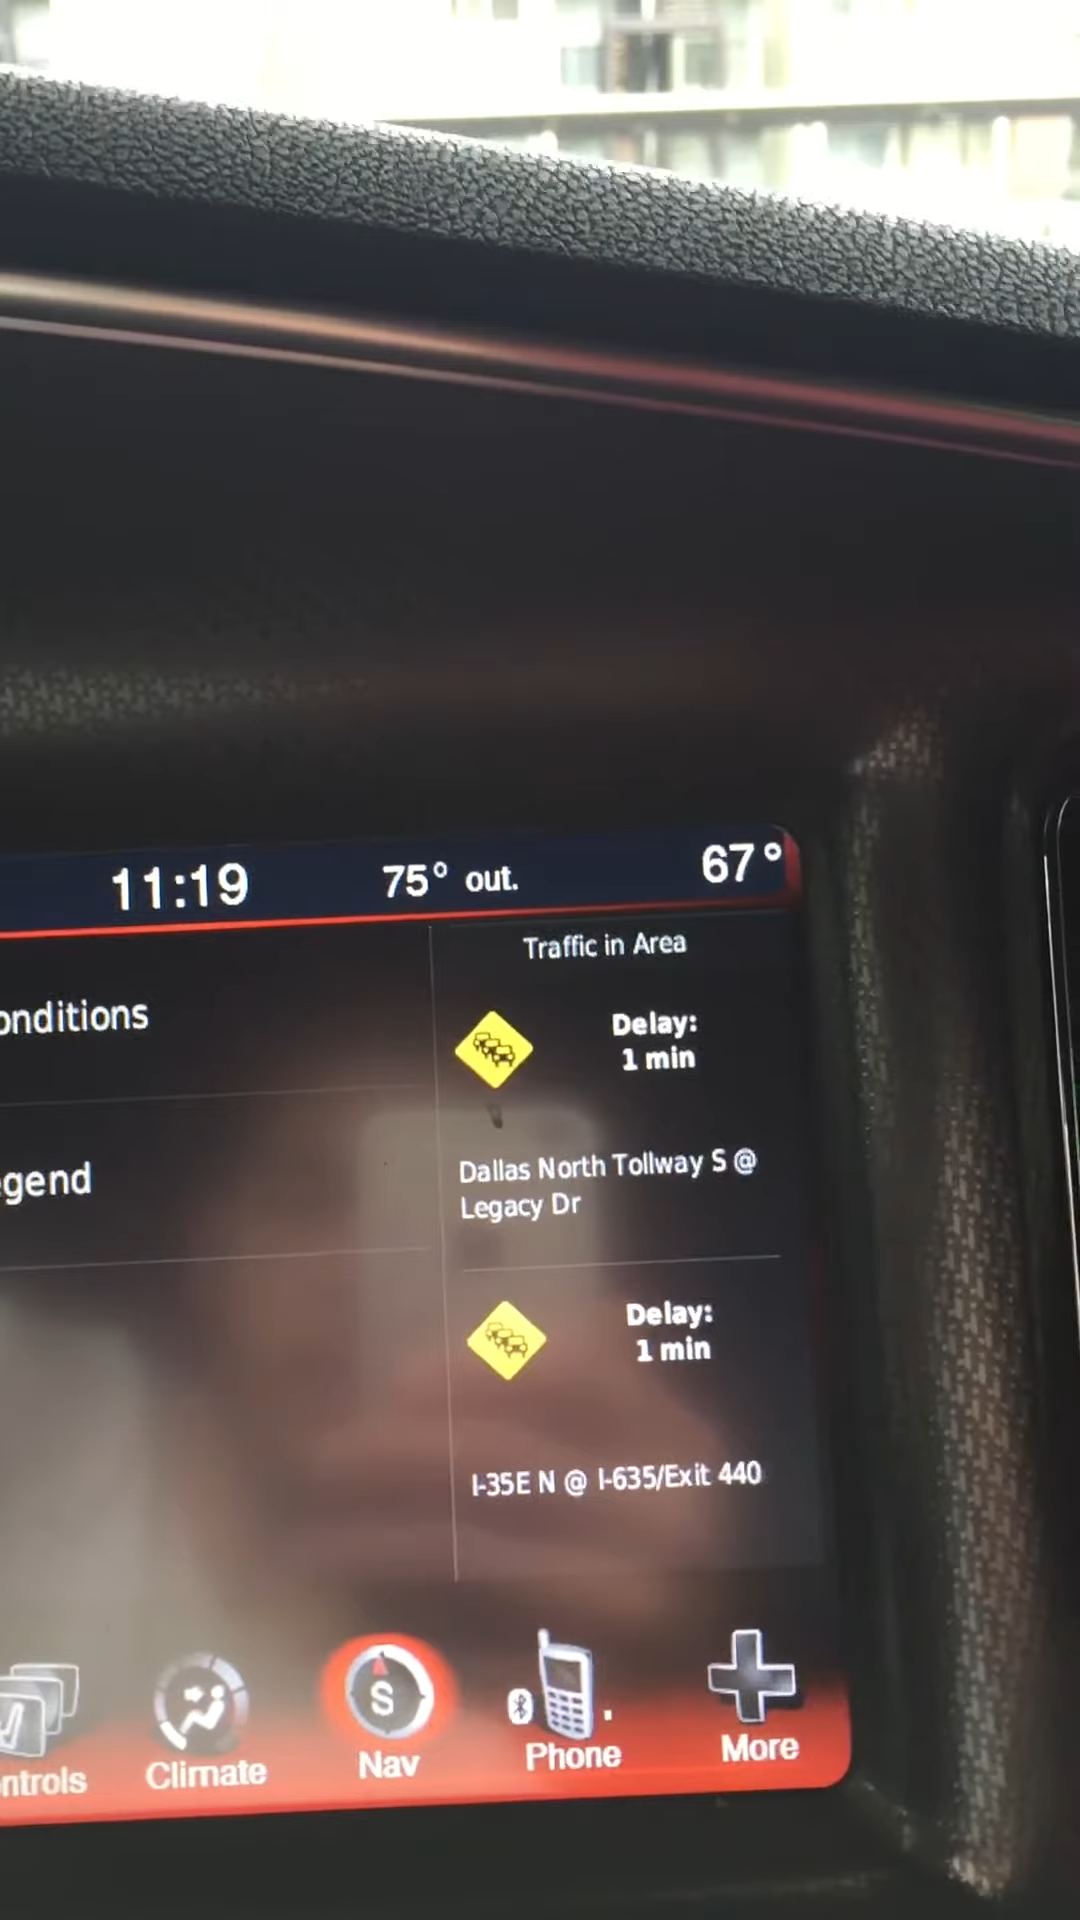 11:19 75° out. 67°
Traffic in Area
onditions
Delay:
1 min
egend
Dallas North Tollway S @
Legacy Dr
Delay:
1 min
I-35E N @ I-635/Exit 440
S
ntrols Climate Nav Phone More